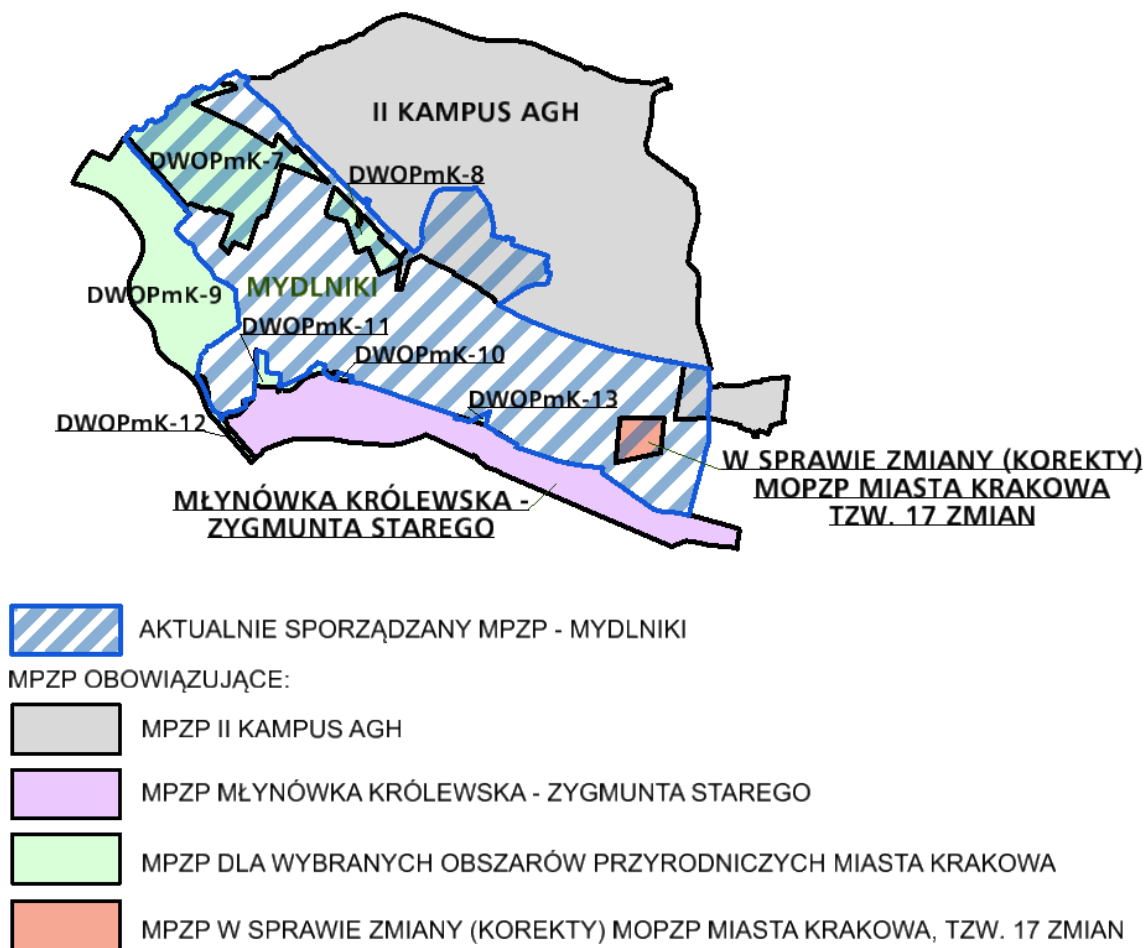 II KAMPUS AGH
DWOPmK-7
DWOPmK-8
MYDLNIKI
DWOPmK-9
DWOPmK-11
DWOPmK-10
DWOPmK-13
DWOPmK-12
W SPRAWIE ZMIANY (KOREKTY)
MOPZP MIASTA KRAKOWA
TZW. 17 ZMIAN
MŁYNÓWKA KRÓLEWSKA -
ZYGMUNTA STAREGO
AKTUALNIE SPORZĄDZANY MPZP - MYDLNIKI
MPZP OBOWIĄZUJĄCE:
MPZP II KAMPUS AGH
MPZP MŁYNÓWKA KRÓLEWSKA - ZYGMUNTA STAREGO
MPZP DLA WYBRANYCH OBSZARÓW PRZYRODNICZYCH MIASTA KRAKOWA
MPZP W SPRAWIE ZMIANY (KOREKTY) MOPZP MIASTA KRAKOWA, TZW. 17 ZMIAN